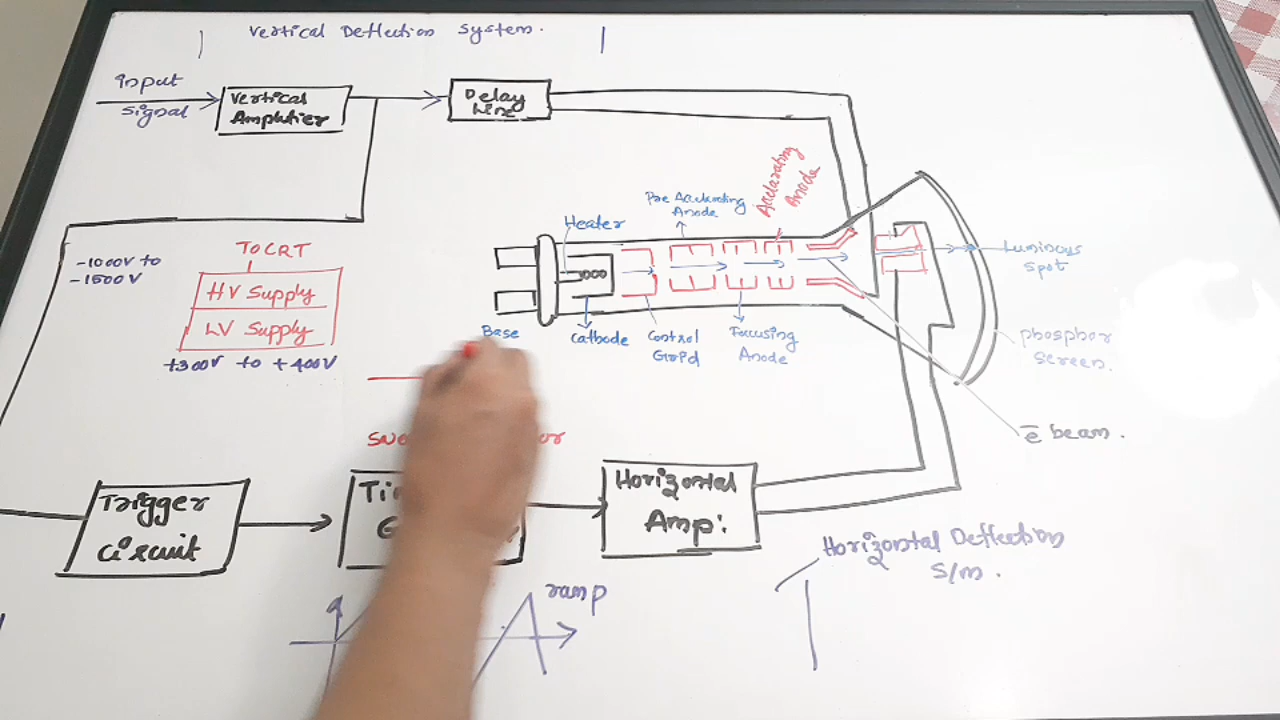 Vertical Deflection System.
Input
Signal
Vertical
Amplifier
Delay
Line
-1000V to
-1500V
TO CRT
HV Supply
LV Supply
+300V to +400V
Heater
Pre Acclerating
Anode
Acclarating
Anode
Base
Cathode
Control
Grid
Focusing
Anode
Luminous
spot
phosphor
screen.
e̅ beam.
Trigger
Circuit
Horizontal
Amp:
ramp
Horizontal Deflection
S/m.